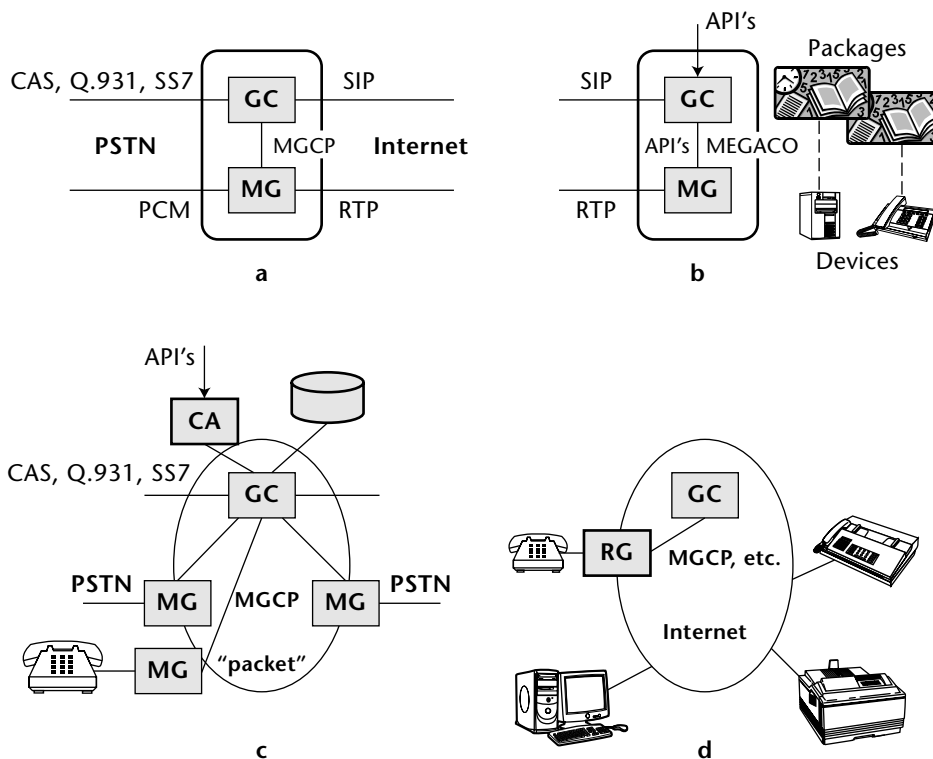 CAS, Q.931, SS7
GC
SIP
PSTN
MGCP
Internet
MG
PCM
RTP
a
API's
Packages
SIP
GC
API's
MEGACO
RTP
MG
Devices
b
API's
CA
CAS, Q.931, SS7
GC
PSTN
MG
MGCP
MG
PSTN
MG
"packet"
c
GC
RG
MGCP, etc.
Internet
d